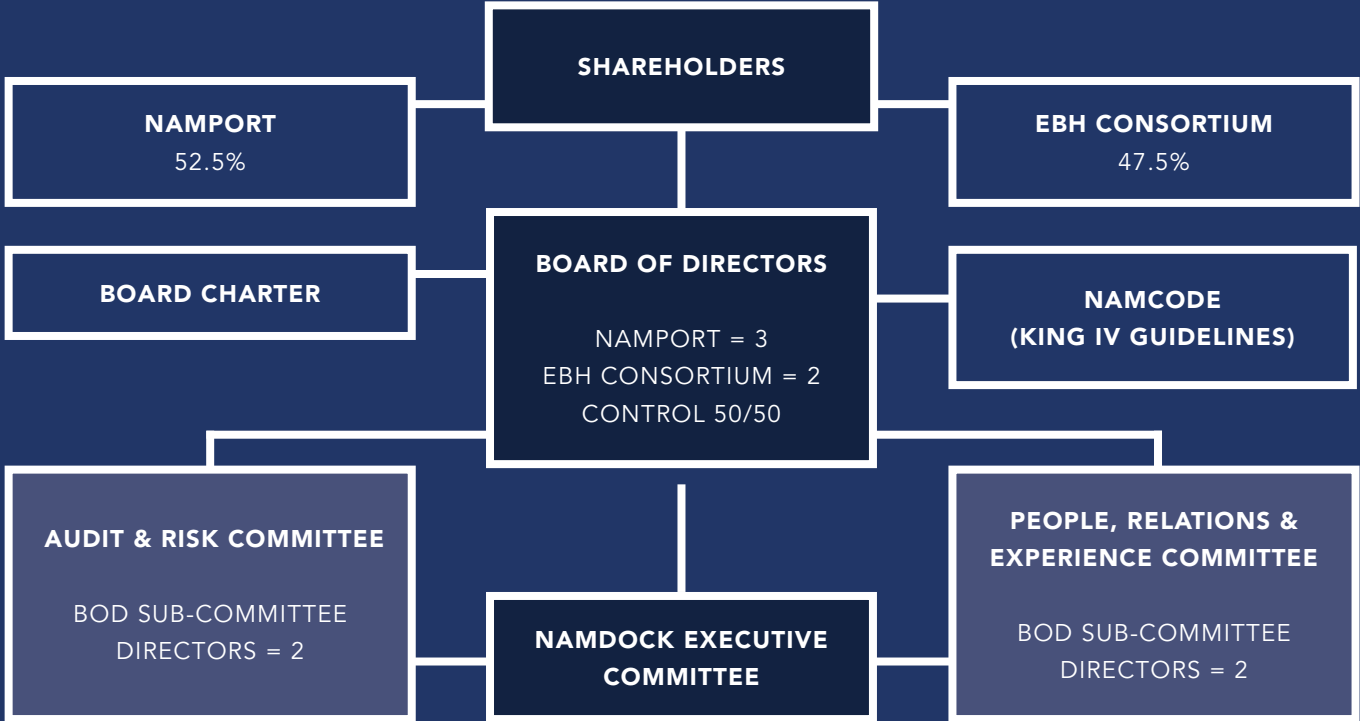 SHAREHOLDERS
NAMPORT
52.5%
EBH CONSORTIUM
47.5%
BOARD CHARTER
BOARD OF DIRECTORS
NAMPORT = 3
EBH CONSORTIUM = 2
CONTROL 50/50
NAMCODE
(KING IV GUIDELINES)
AUDIT & RISK COMMITTEE
BOD SUB-COMMITTEE
DIRECTORS = 2
NAMDOCK EXECUTIVE
COMMITTEE
PEOPLE, RELATIONS &
EXPERIENCE COMMITTEE
BOD SUB-COMMITTEE
DIRECTORS = 2